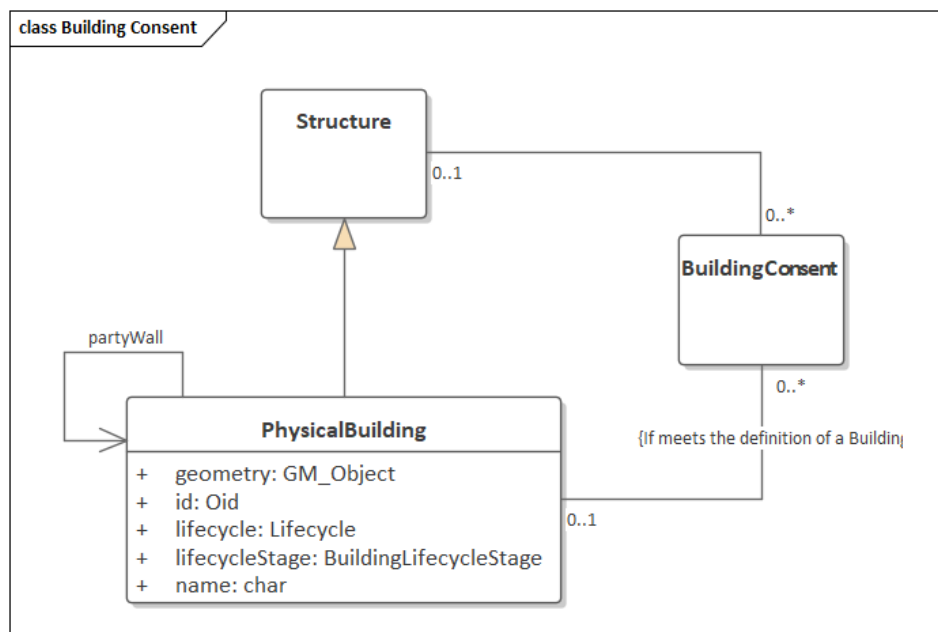 class Building Consent
Structure
0..1
0..*
BuildingConsent
partyWall
0..*
PhysicalBuilding
{If meets the definition of a Building
+ geometry: GM_Object
+ id: Oid
0..1
+ lifecycle: Lifecycle
+ lifecycleStage: BuildingLifecycleStage
+ name: char